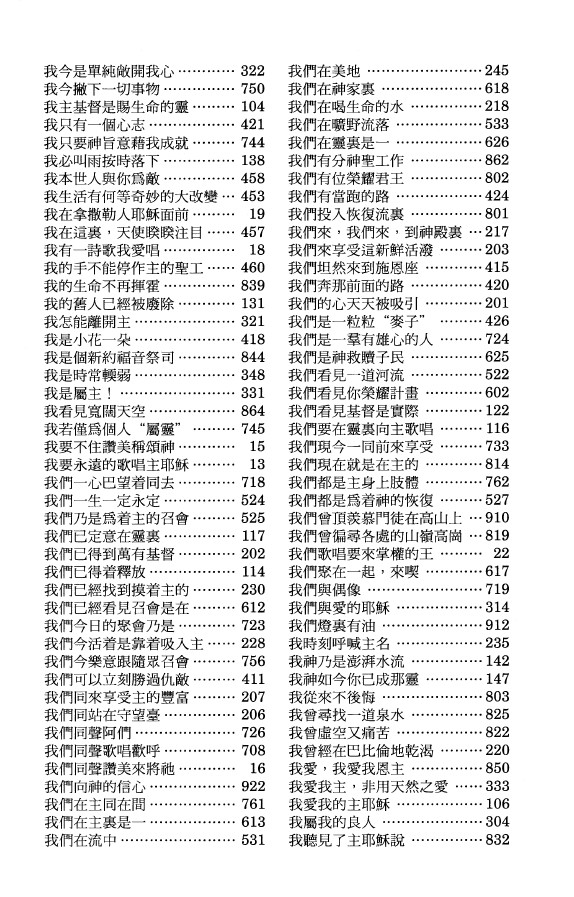 我今是單純敞開我心………… 322
我今撇下一切事物………… 750
我主基督是賜生命的靈……… 104
我只有一個心志……………… 421
我只要神旨意藉我成就……… 744
我必叫雨按時落下…………… 138
我本世人與你爲敵…………… 458
我生活有何等奇妙的大改變… 453
我在拿撒勒人耶穌面前……… 19
我在這裏，天使睽睽注目…… 457
我有一詩歌我愛唱…………… 18
我的手不能停作主的聖工…… 460
我的生命不再揮霍…………… 839
我的舊人已經被廢除………… 131
我怎能離開主………………… 321
我是小花一朵………………… 418
我是個新約福音祭司………… 844
我是時常輭弱………………… 348
我是屬主！…………………… 331
我看見寬闊天空……………… 864
我若僅爲個人“屬靈”……… 745
我要不住讚美稱頌神………… 15
我要永遠的歌唱主耶穌……… 13
我們一心巴望着同去………… 718
我們一生一定永定…………… 524
我們乃是爲着主的召會……… 525
我們已定意在靈裏…………… 117
我們已得到萬有基督………… 202
我們已得着釋放……………… 114
我們已經找到摸着主的……… 230
我們已經看見召會是在……… 612
我們今日的聚會乃是………… 723
我們今活着是靠着吸入主…… 228
我們今樂意跟隨眾召會……… 756
我們可以立刻勝過仇敵……… 411
我們同來享受主的豐富……… 207
我們同站在守望臺…………… 206
我們同聲阿們………………… 726
我們同聲歌唱歡呼…………… 708
我們同聲讚美來將祂………… 16
我們向神的信心……………… 922
我們在主同在間……………… 761
我們在主裏是一……………… 613
我們在流中…………………… 531
我們在美地 …………………… 245
我們在神家裏 ………………… 618
我們在喝生命的水 …………… 218
我們在曠野流落 ……………… 533
我們在靈裏是一 ……………… 626
我們有分神聖工作 …………… 862
我們有位榮耀君王 …………… 802
我們有當跑的路 ……………… 424
我們投入恢復流裏 …………… 801
我們來，我們來，到神殿裏 …217
我們來享受這新鮮活潑 ………203
我們坦然來到施恩座 ………… 415
我們奔那前面的路 …………… 420
我們的心天天被吸引 ………… 201
我們是一粒粒“麥子” ………426
我們是一羣有雄心的人 ………724
我們是神救贖子民 …………… 625
我們看見一道河流 …………… 522
我們看見你榮耀計畫 ………… 602
我們看見基督是實際 ………… 122
我們要在靈裏向主歌唱 ………116
我們現今一同前來享受 ………733
我們現在就是在主的 ………… 814
我們都是主身上肢體 ………… 762
我們都是爲着神的恢復 ………527
我們曾頂羨慕門徒在高山上 …910
我們曾徧尋各處的山嶺高崗 …819
我們歌唱要來掌權的王 ……… 22
我們聚在一起，來喫 …………617
我們與偶像 ……………………719
我們與愛的耶穌 ………………314
我們燈裏有油 …………………912
我時刻呼喊主名 ………………235
我神乃是澎湃水流 ……………142
我神如今你已成那靈 …………147
我從來不後悔 …………………803
我曾尋找一道泉水 ……………825
我曾虛空又痛苦 ………………822
我曾經在巴比倫地乾渴 ………220
我愛，我愛我恩主 ……………850
我愛我主，非用天然之愛 ……333
我愛我的主耶穌 ………………106
我屬我的良人 …………………304
我聽見了主耶穌說 ……………832